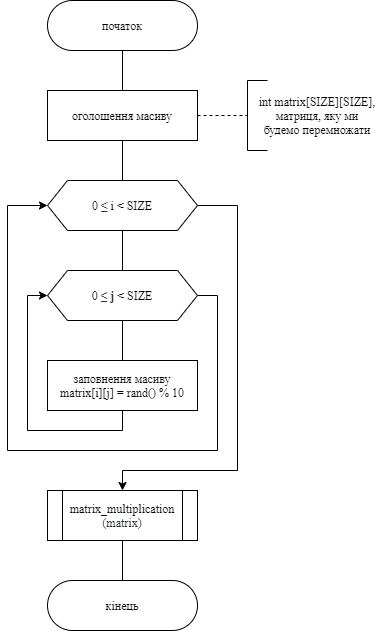 початок
оголошення масиву
int matrix[SIZE][SIZE],
матриця, яку ми
будемо перемножати
0 ≤ i < SIZE
0 ≤ j < SIZE
заповнення масиву
matrix[i][j] = rand() % 10
matrix_multiplication
(matrix)
кінець